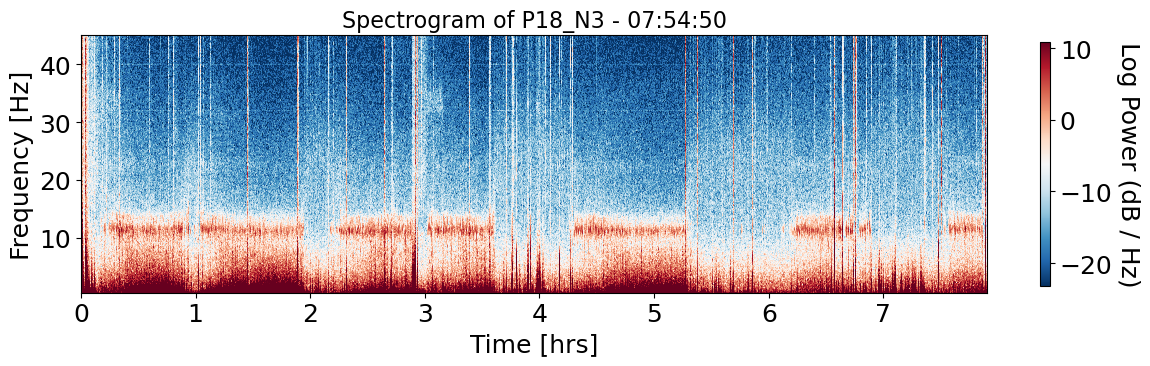 Spectrogram of P18_N3 - 07:54:50
Frequency [Hz]
40
30
20
10
0 1 2 3 4 5 6 7
Time [hrs]
10
0
−10
−20
Log Power (dB / Hz)